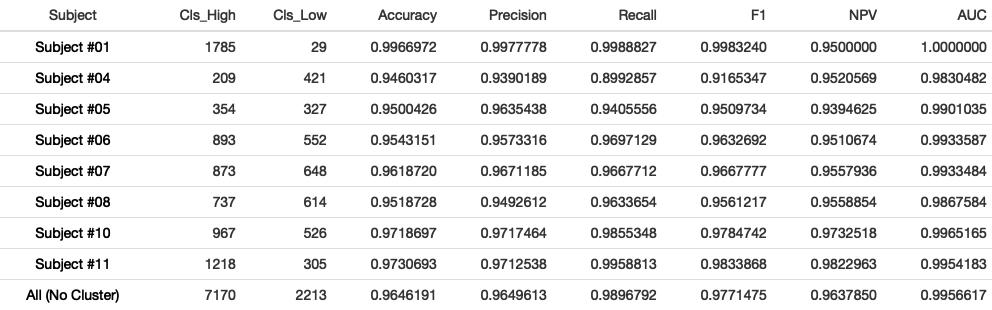 Subject Cls_High Cls_Low Accuracy Precision Recall F1 NPV AUC
Subject #01 1785 29 0.9966972 0.9977778 0.9988827 0.9983240 0.9500000 1.0000000
Subject #04 209 421 0.9460317 0.9390189 0.8992857 0.9165347 0.9520569 0.9830482
Subject #05 354 327 0.9500426 0.9635438 0.9405556 0.9509734 0.9394625 0.9901035
Subject #06 893 552 0.9543151 0.9573316 0.9697129 0.9632692 0.9510674 0.9933587
Subject #07 873 648 0.9618720 0.9671185 0.9667712 0.9667777 0.9557936 0.9933484
Subject #08 737 614 0.9518728 0.9492612 0.9633654 0.9561217 0.9558854 0.9867584
Subject #10 967 526 0.9718697 0.9717464 0.9855348 0.9784742 0.9732518 0.9965165
Subject #11 1218 305 0.9730693 0.9712538 0.9958813 0.9833868 0.9822963 0.9954183
All (No Cluster) 7170 2213 0.9646191 0.9649613 0.9896792 0.9771475 0.9637850 0.9956617